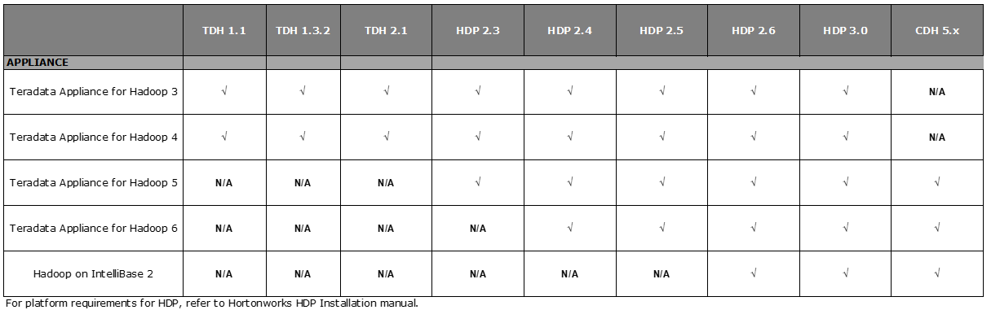 TDH 1.1 TDH 1.3.2 TDH 2.1 HDP 2.3 HDP 2.4 HDP 2.5 HDP 2.6 HDP 3.0 CDH 5.x
APPLIANCE
Teradata Appliance for Hadoop 3 √ √ √ √ √ √ √ √ N/A
Teradata Appliance for Hadoop 4 √ √ √ √ √ √ √ √ N/A
Teradata Appliance for Hadoop 5 N/A N/A N/A √ √ √ √ √ √
Teradata Appliance for Hadoop 6 N/A N/A N/A N/A √ √ √ √ √
Hadoop on IntelliBase 2 N/A N/A N/A N/A N/A N/A √ √ √
For platform requirements for HDP, refer to Hortonworks HDP Installation manual.